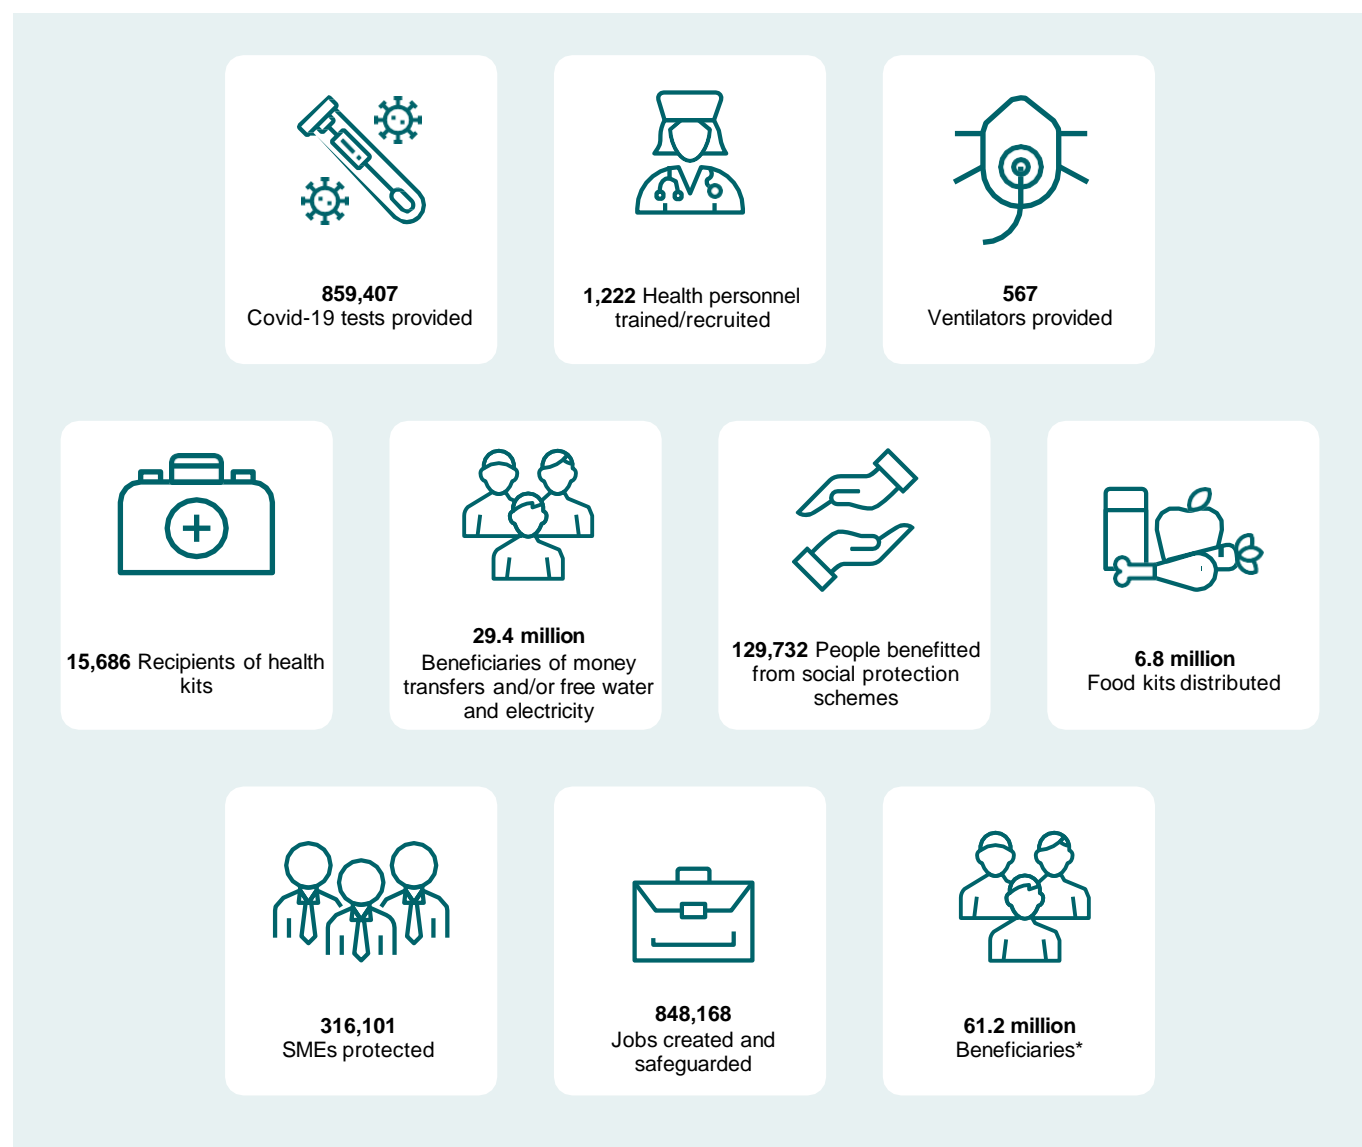 859,407
Covid-19 tests provided
1,222 Health personnel
trained/recruited
567
Ventilators provided
15,686 Recipients of health
kits
29.4 million
Beneficiaries of money
transfers and/or free water
and electricity
129,732 People benefitted
from social protection
schemes
6.8 million
Food kits distributed
316,101
SMEs protected
848,168
Jobs created and
safeguarded
61.2 million
Beneficiaries*